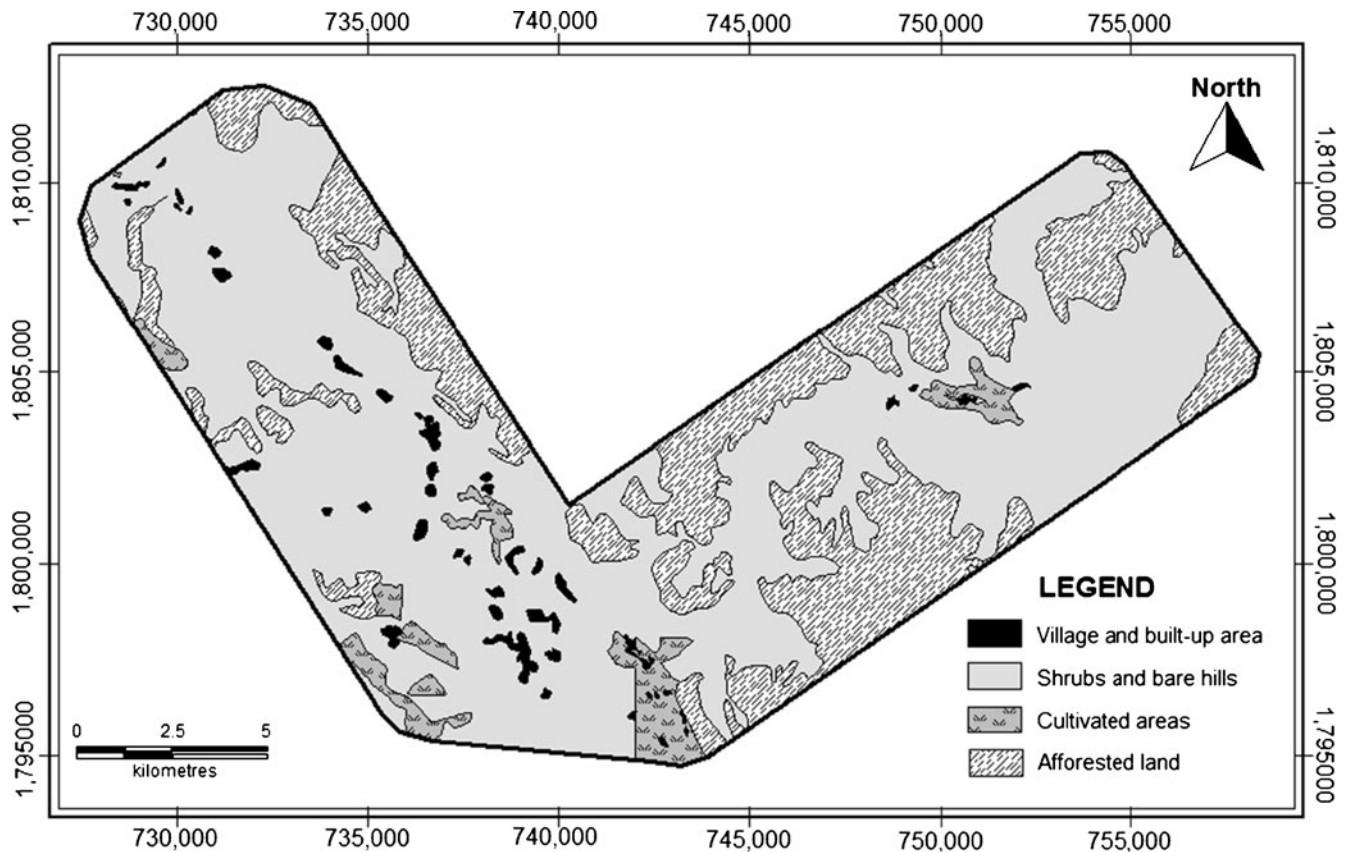 730,000 735,000 740,000 745,000 750,000 755,000
North
1,810,000
1,805,000
1,800,000
1,795000
1,810,000
1,805,000
1,800,000
1,795000
LEGEND
Village and built-up area
Shrubs and bare hills
Cultivated areas
Afforested land
0 2.5 5
kilometres
730,000 735,000 740,000 745,000 750,000 755,000